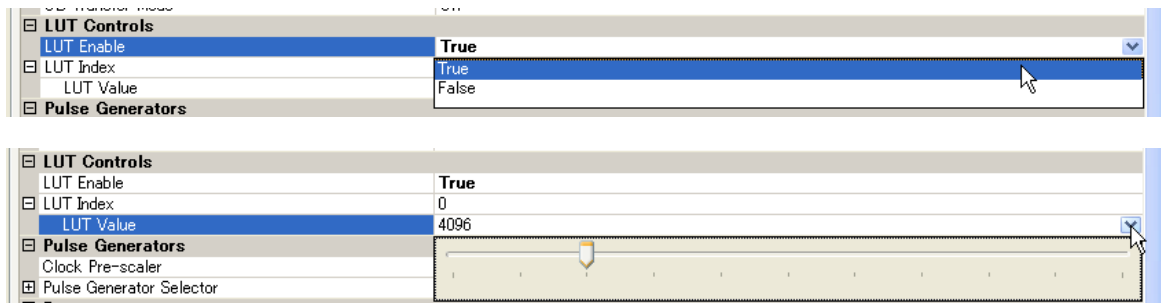 LUT Controls
LUT Enable True
LUT Index True
LUT Value False
Pulse Generators
LUT Controls
LUT Enable True
LUT Index 0
LUT Value 4096
Pulse Generators
Clock Pre-scaler
Pulse Generator Selector